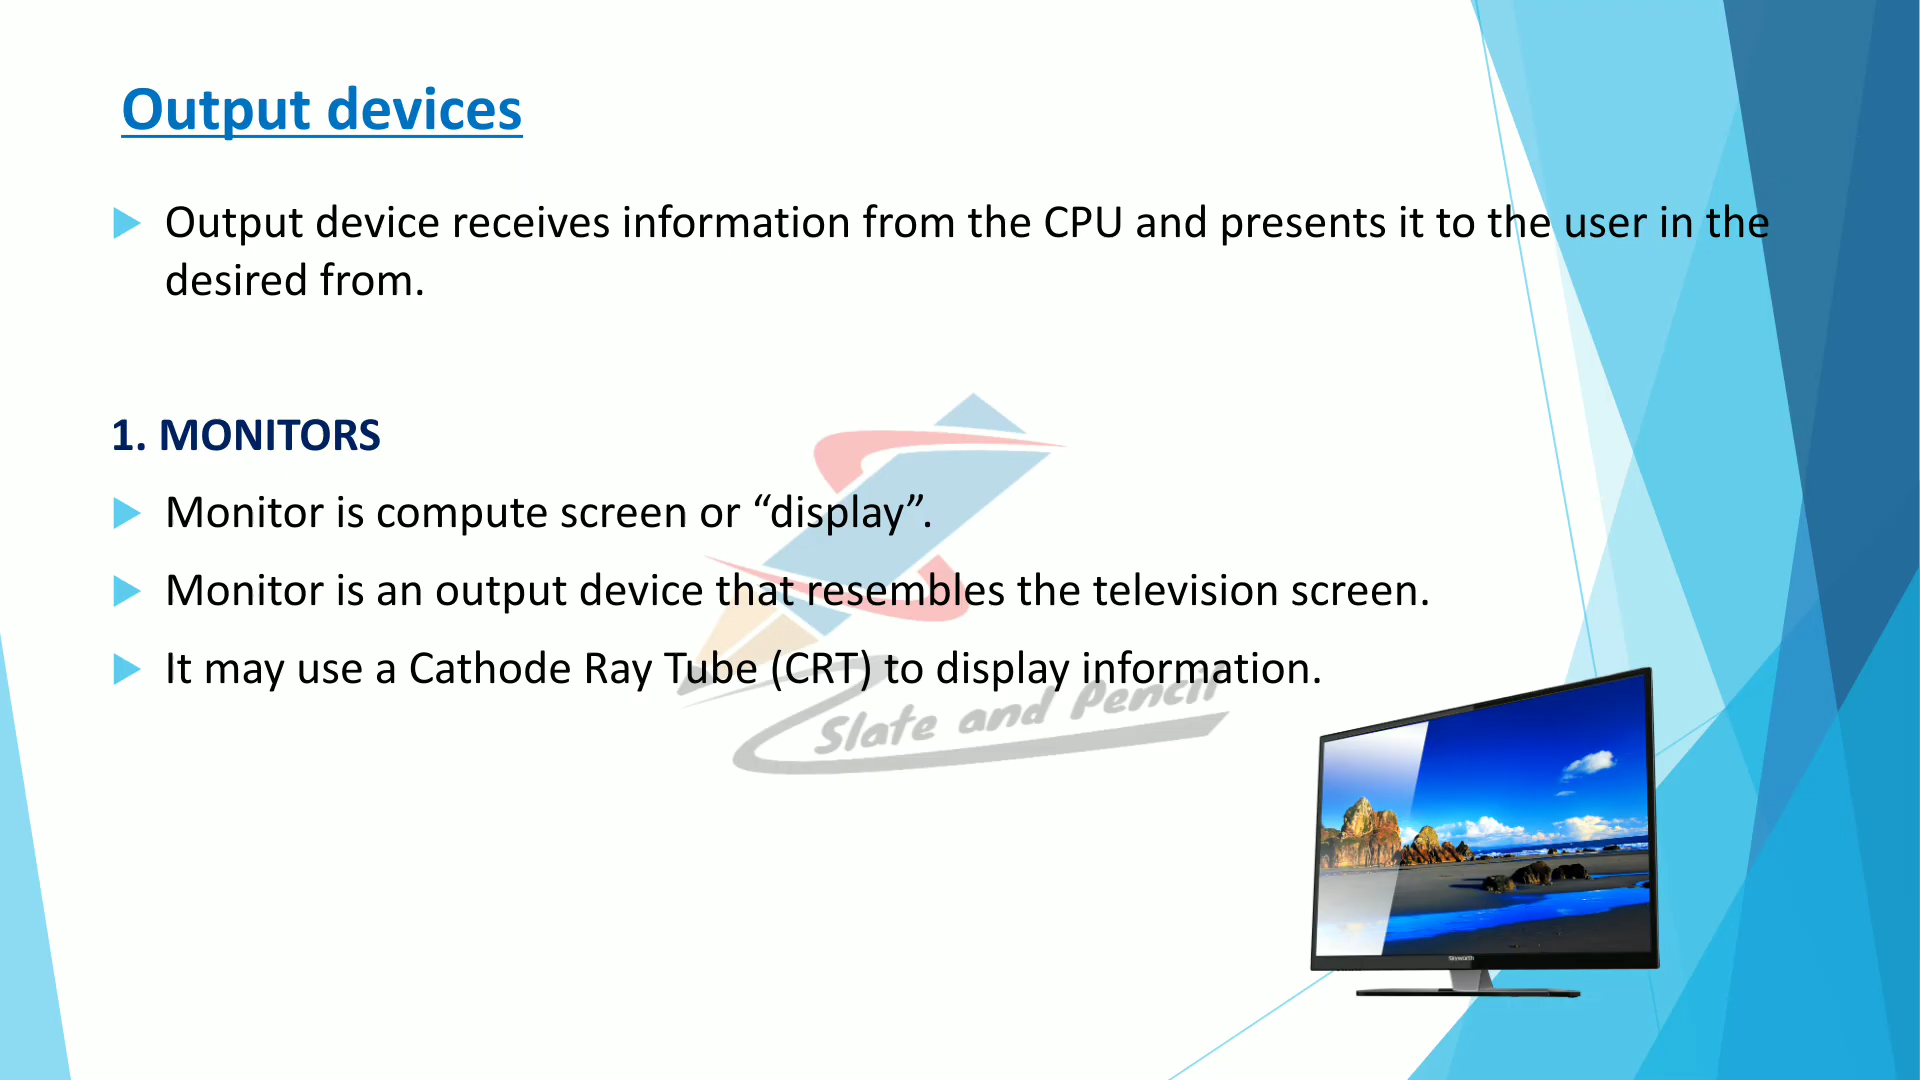 Output devices
Output device receives information from the CPU and presents it to the user in the
desired from.
1. MONITORS
Monitor is compute screen or “display”.
Monitor is an output device that resembles the television screen.
It may use a Cathode Ray Tube (CRT) to display information.
Slate and Pencil
Skyworth